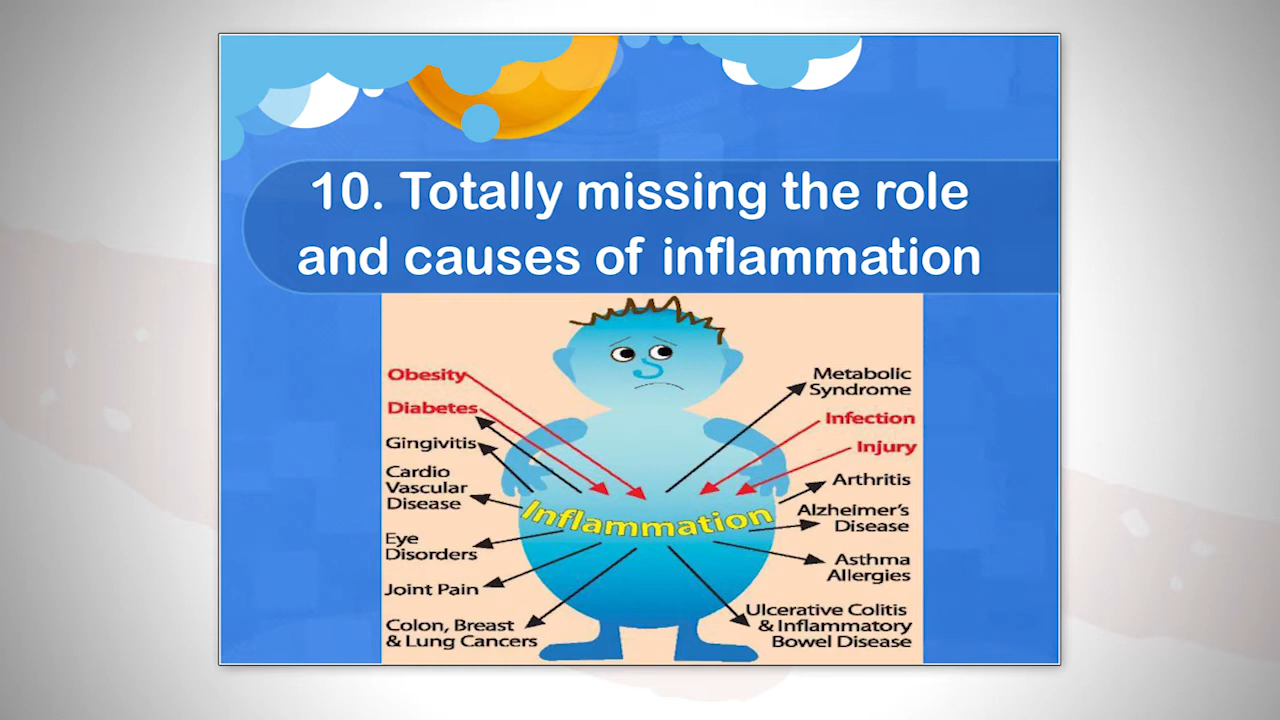 10. Totally missing the role
and causes of inflammation
Obesity
Diabetes
Gingivitis
Cardio
Vascular
Disease
Eye
Disorders
Joint Pain
Colon, Breast
& Lung Cancers
Inflammation
Metabolic
Syndrome
Infection
Injury
Arthritis
Alzheimer's
Disease
Asthma
Allergies
Ulcerative Colitis
& Inflammatory
Bowel Disease